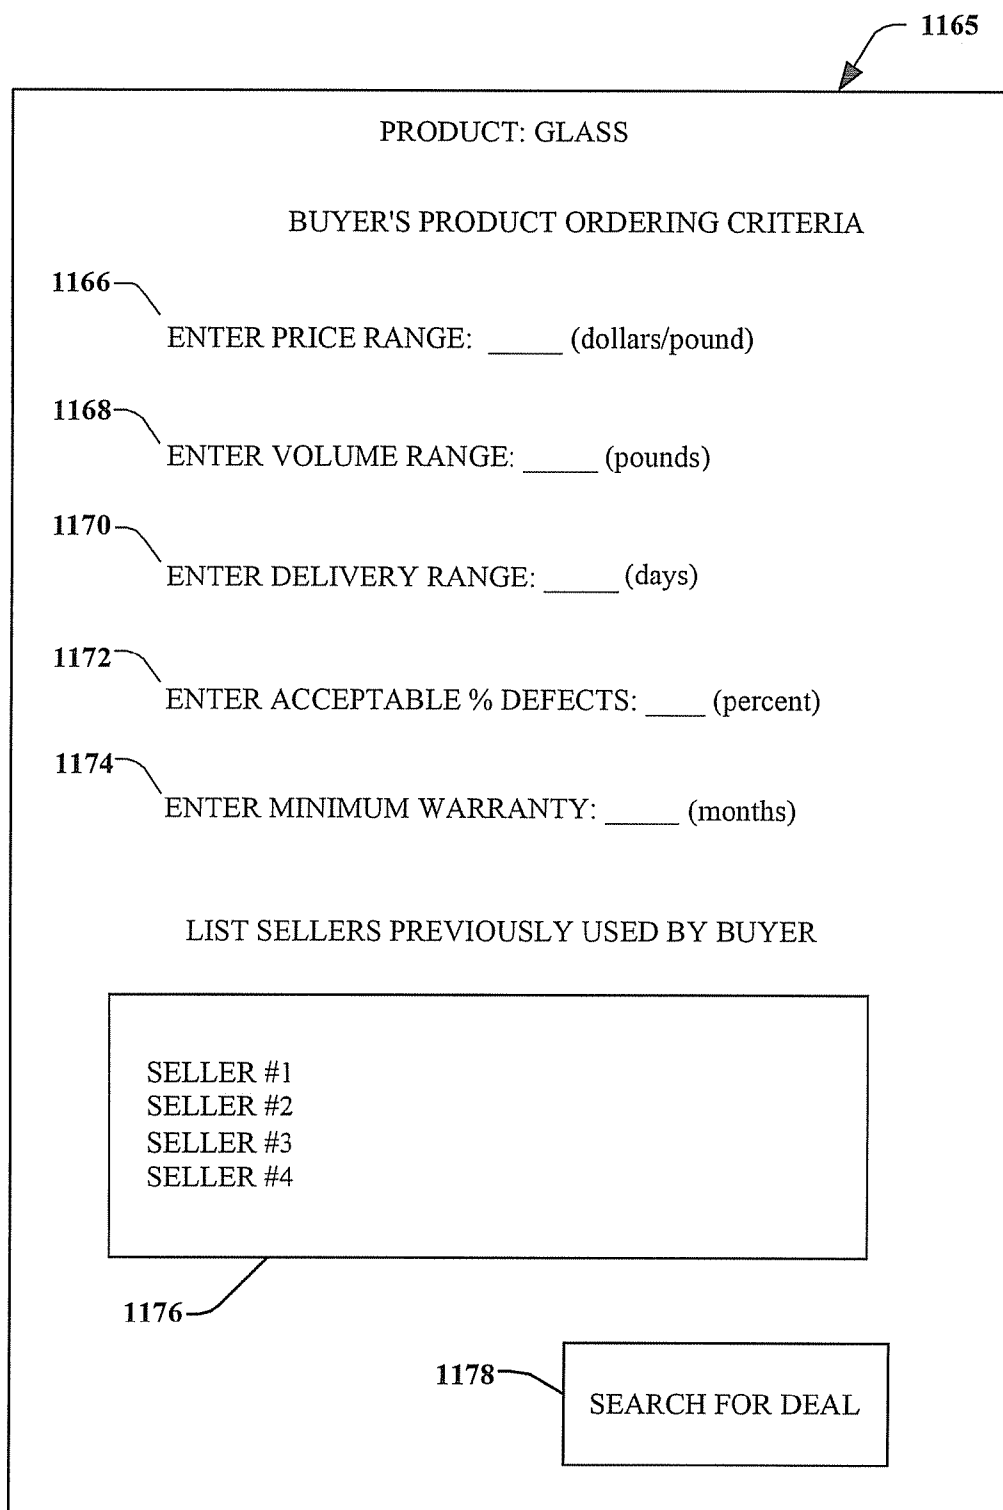 1165
PRODUCT: GLASS
BUYER'S PRODUCT ORDERING CRITERIA
1166
ENTER PRICE RANGE: _____ (dollars/pound)
1168
ENTER VOLUME RANGE: _____ (pounds)
1170
ENTER DELIVERY RANGE: _____ (days)
1172
ENTER ACCEPTABLE % DEFECTS: ____ (percent)
1174
ENTER MINIMUM WARRANTY: _____ (months)
LIST SELLERS PREVIOUSLY USED BY BUYER
SELLER #1
SELLER #2
SELLER #3
SELLER #4
1176
1178
SEARCH FOR DEAL